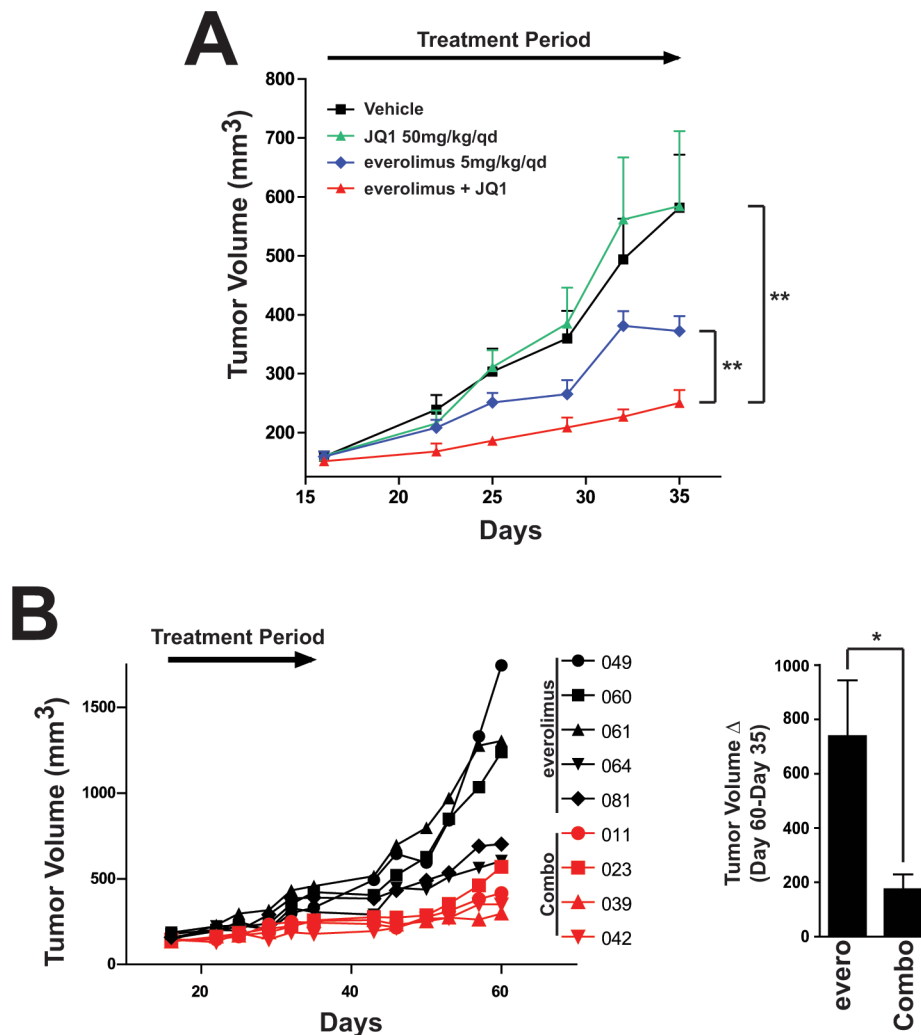 A
Treatment Period
Tumor Volume (mm3)
800
700
600
500
400
300
200
15
20
25
30
35
Days
Vehicle
JQ1 50mg/kg/qd
everolimus 5mg/kg/qd
everolimus + JQ1
**
**
B
Treatment Period
Tumor Volume (mm3)
1500
1000
500
0
20
40
60
Days
everolimus
049
060
061
064
081
Combo
011
023
039
042
Tumor Volume Δ
(Day 60-Day 35)
1000
800
600
400
200
0
*
evero
Combo